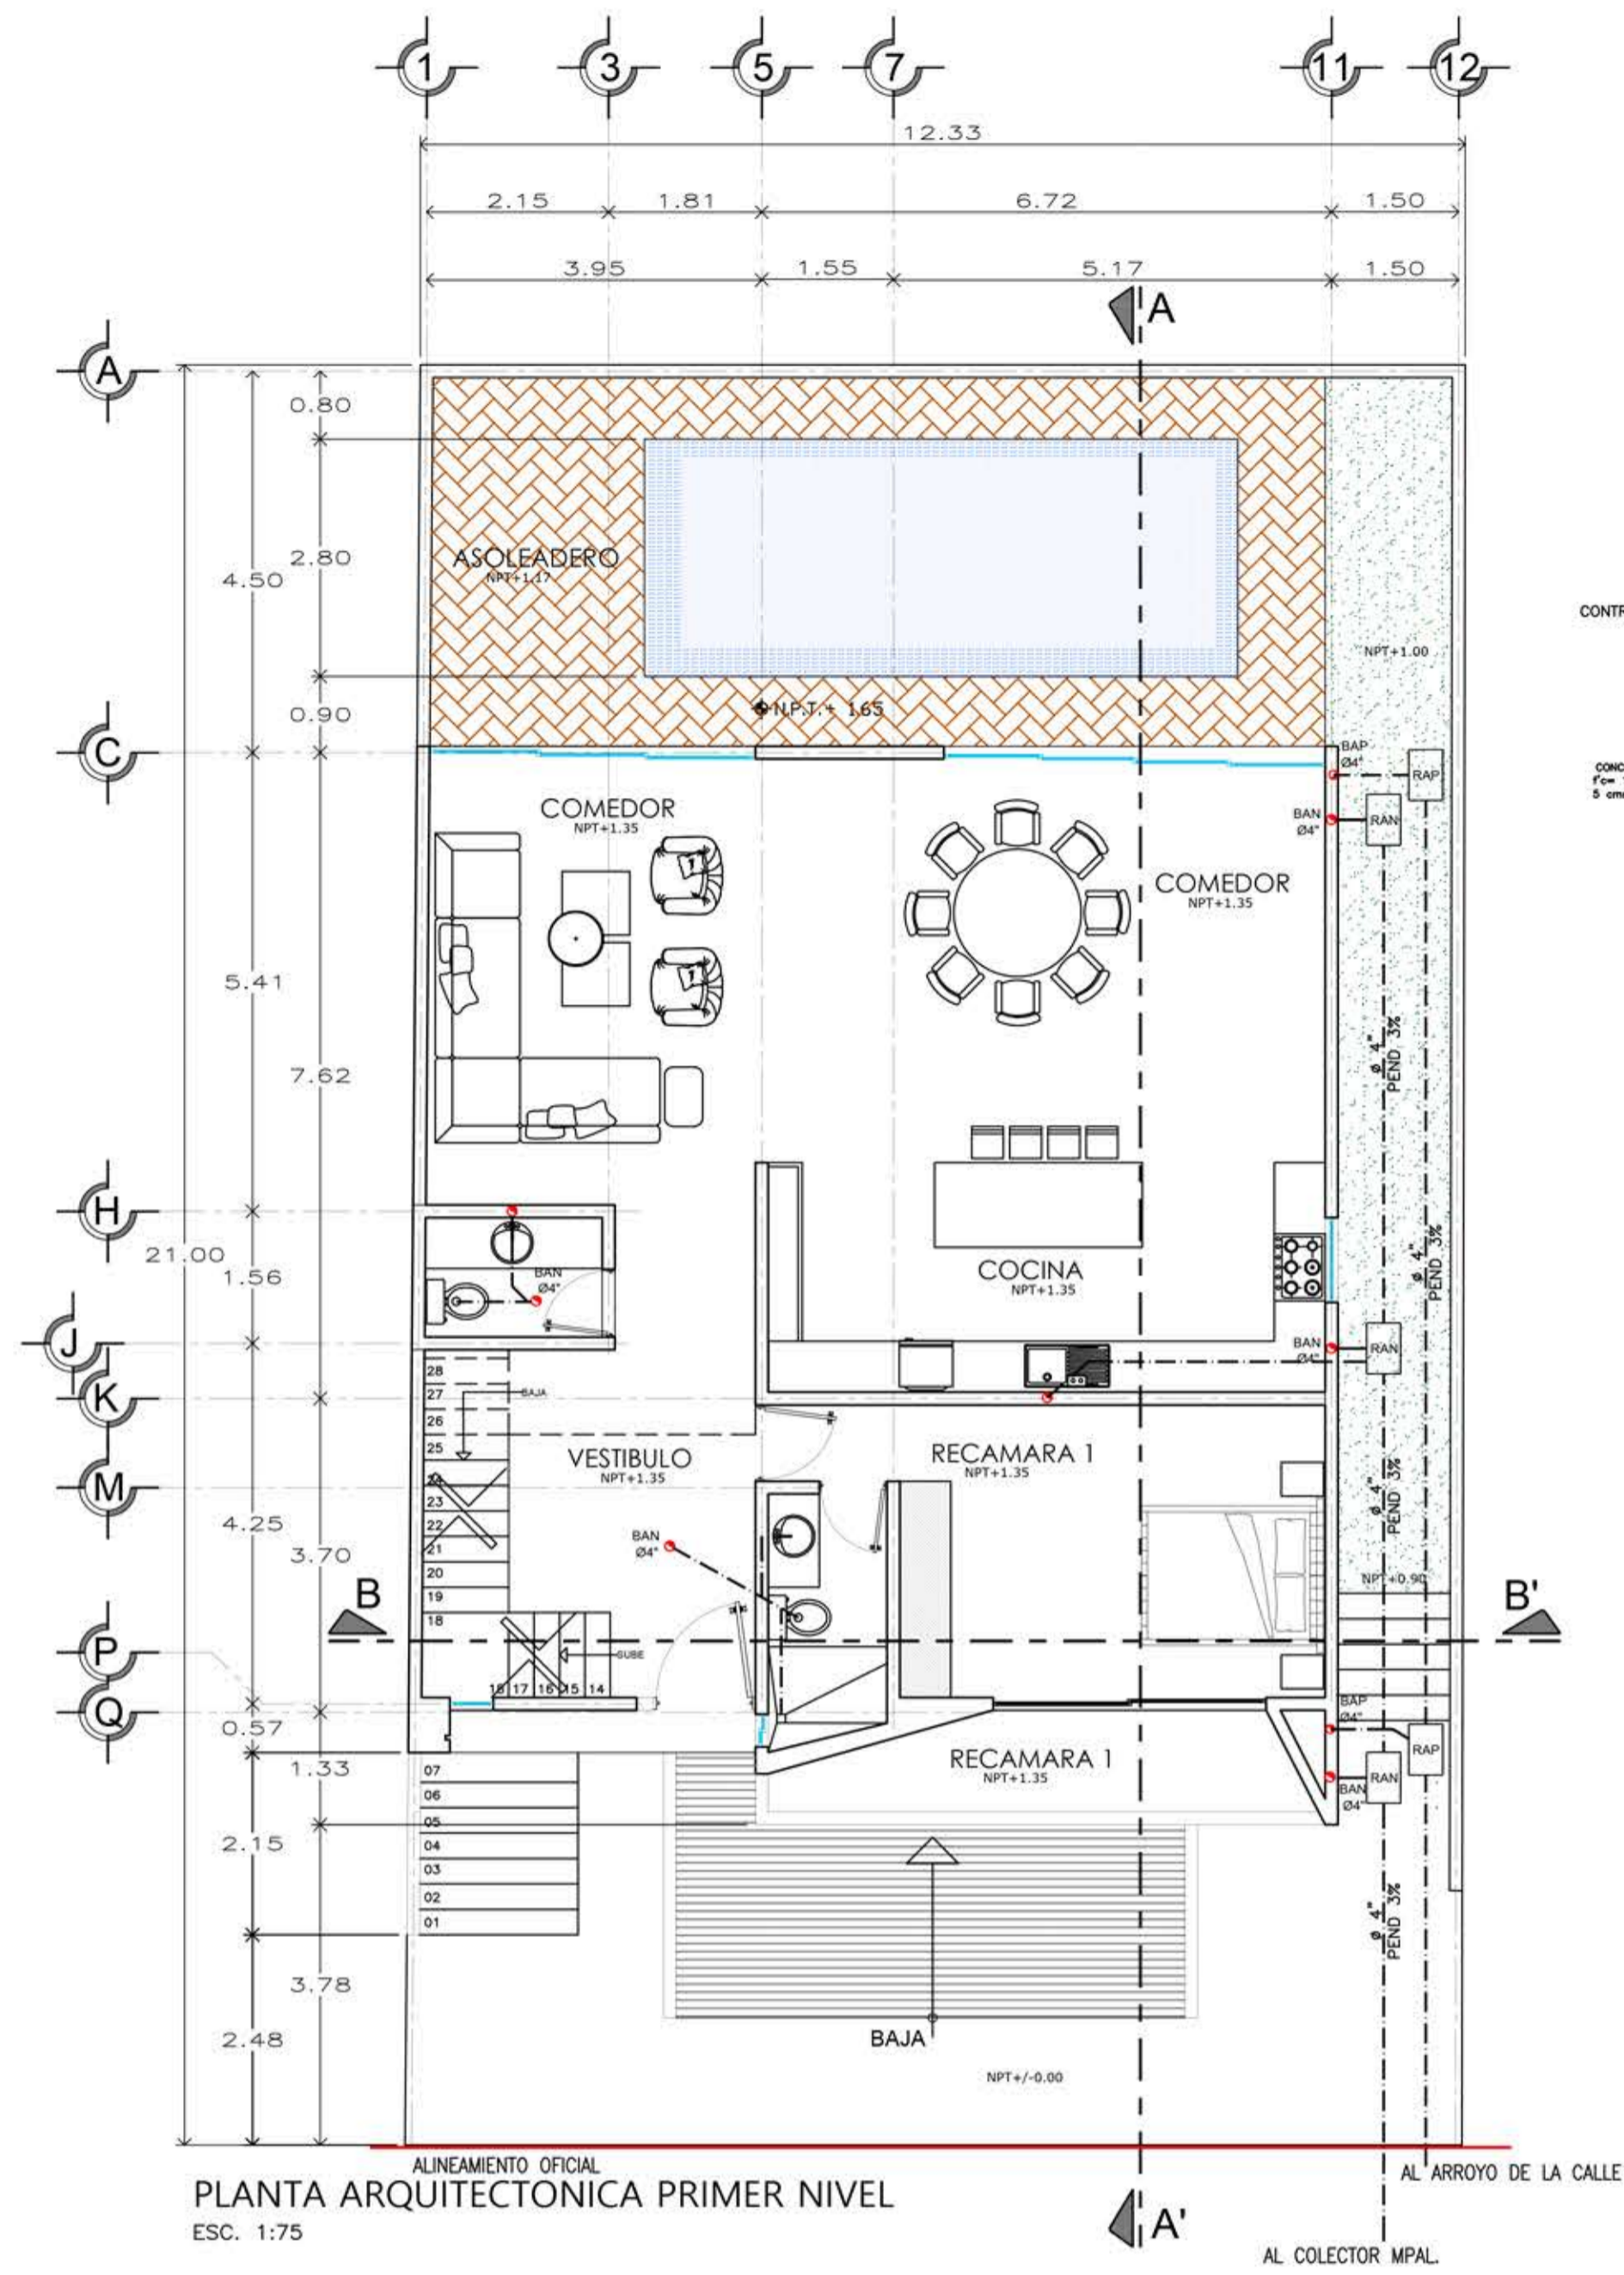 1 3 5 7 11 12
12.33
2.15 1.81 6.72 1.50
3.95 1.55 5.17 1.50
A
A
0.80
2.80
4.50
ASOLEADERO
NPT+1.17
CONTR
NPT+1.00
0.90
N.P.T.+ 1.65
C
BAP
Ø4"
RAP
CONC
f'c=
5 cm
BAN
Ø4"
RAN
COMEDOR
NPT+1.35
COMEDOR
NPT+1.35
5.41
7.62
ø 4"
PEND 3%
H
21.00
1.56
BAN
Ø4"
COCINA
NPT+1.35
ø 4"
PEND 3%
J
BAN
Ø4"
RAN
K
28
27
BAJA
26
25
VESTIBULO
NPT+1.35
RECAMARA 1
NPT+1.35
M
24
23
22
21
20
19
18
4.25
3.70
BAN
Ø4"
ø 4"
PEND 3%
NPT+0.90
B
B'
P
SUBE
18 17 16 15 14
Q
0.57
1.33
BAP
Ø4"
RAP
RECAMARA 1
NPT+1.35
RAN
BAN
Ø4"
07
06
05
04
03
02
01
2.15
ø 4"
PEND 3%
3.78
2.48
BAJA
NPT+/-0.00
ALINEAMIENTO OFICIAL
AL ARROYO DE LA CALLE
PLANTA ARQUITECTONICA PRIMER NIVEL
ESC. 1:75
A'
AL COLECTOR MPAL.